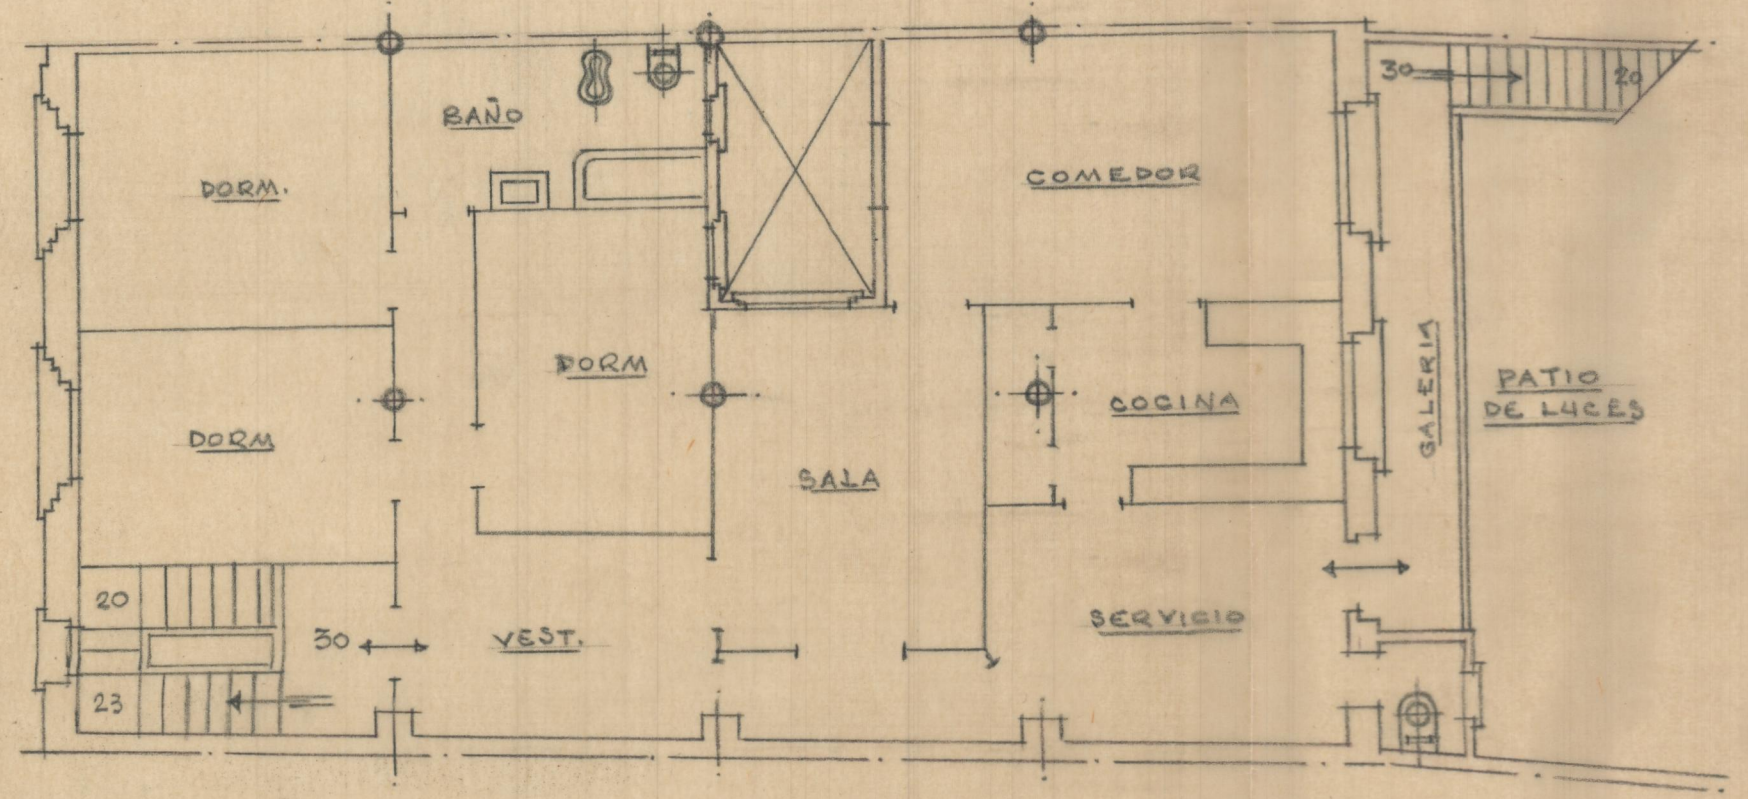 30
20
BAÑO
COMEDOR
DORM.
DORM
GALERIA
PATIO
DE LUCES
COCINA
DORM
SALA
20
SERVICIO
30
VEST.
23